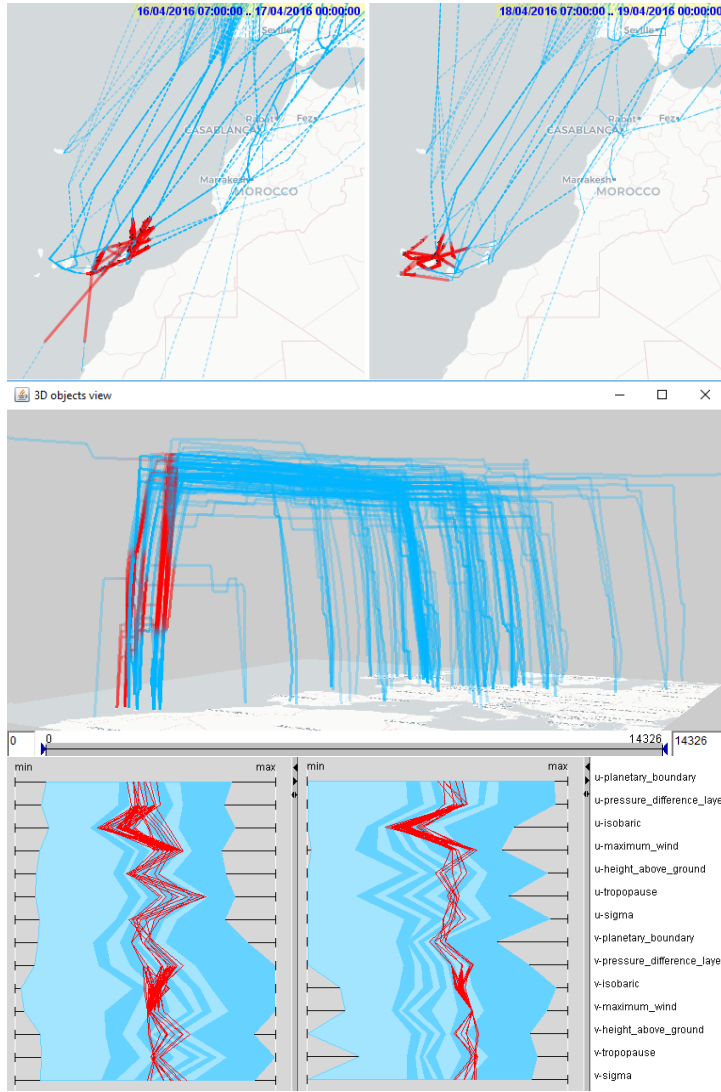 16/04/2016 07:00:00 .. 17/04/2016 00:00:00
Seville
Rabat
Fez
CASABLANCA
Marrakesh
MOROCCO
18/04/2016 07:00:00 .. 19/04/2016 00:00:00
Seville
Rabat
Fez
CASABLANCA
Marrakesh
MOROCCO
3D objects view
0
0
14326
14326
min
max
min
max
u-planetary_boundary
u-pressure_difference_laye
u-isobaric
u-maximum_wind
u-height_above_ground
u-tropopause
u-sigma
v-planetary_boundary
v-pressure_difference_laye
v-isobaric
v-maximum_wind
v-height_above_ground
v-tropopause
v-sigma